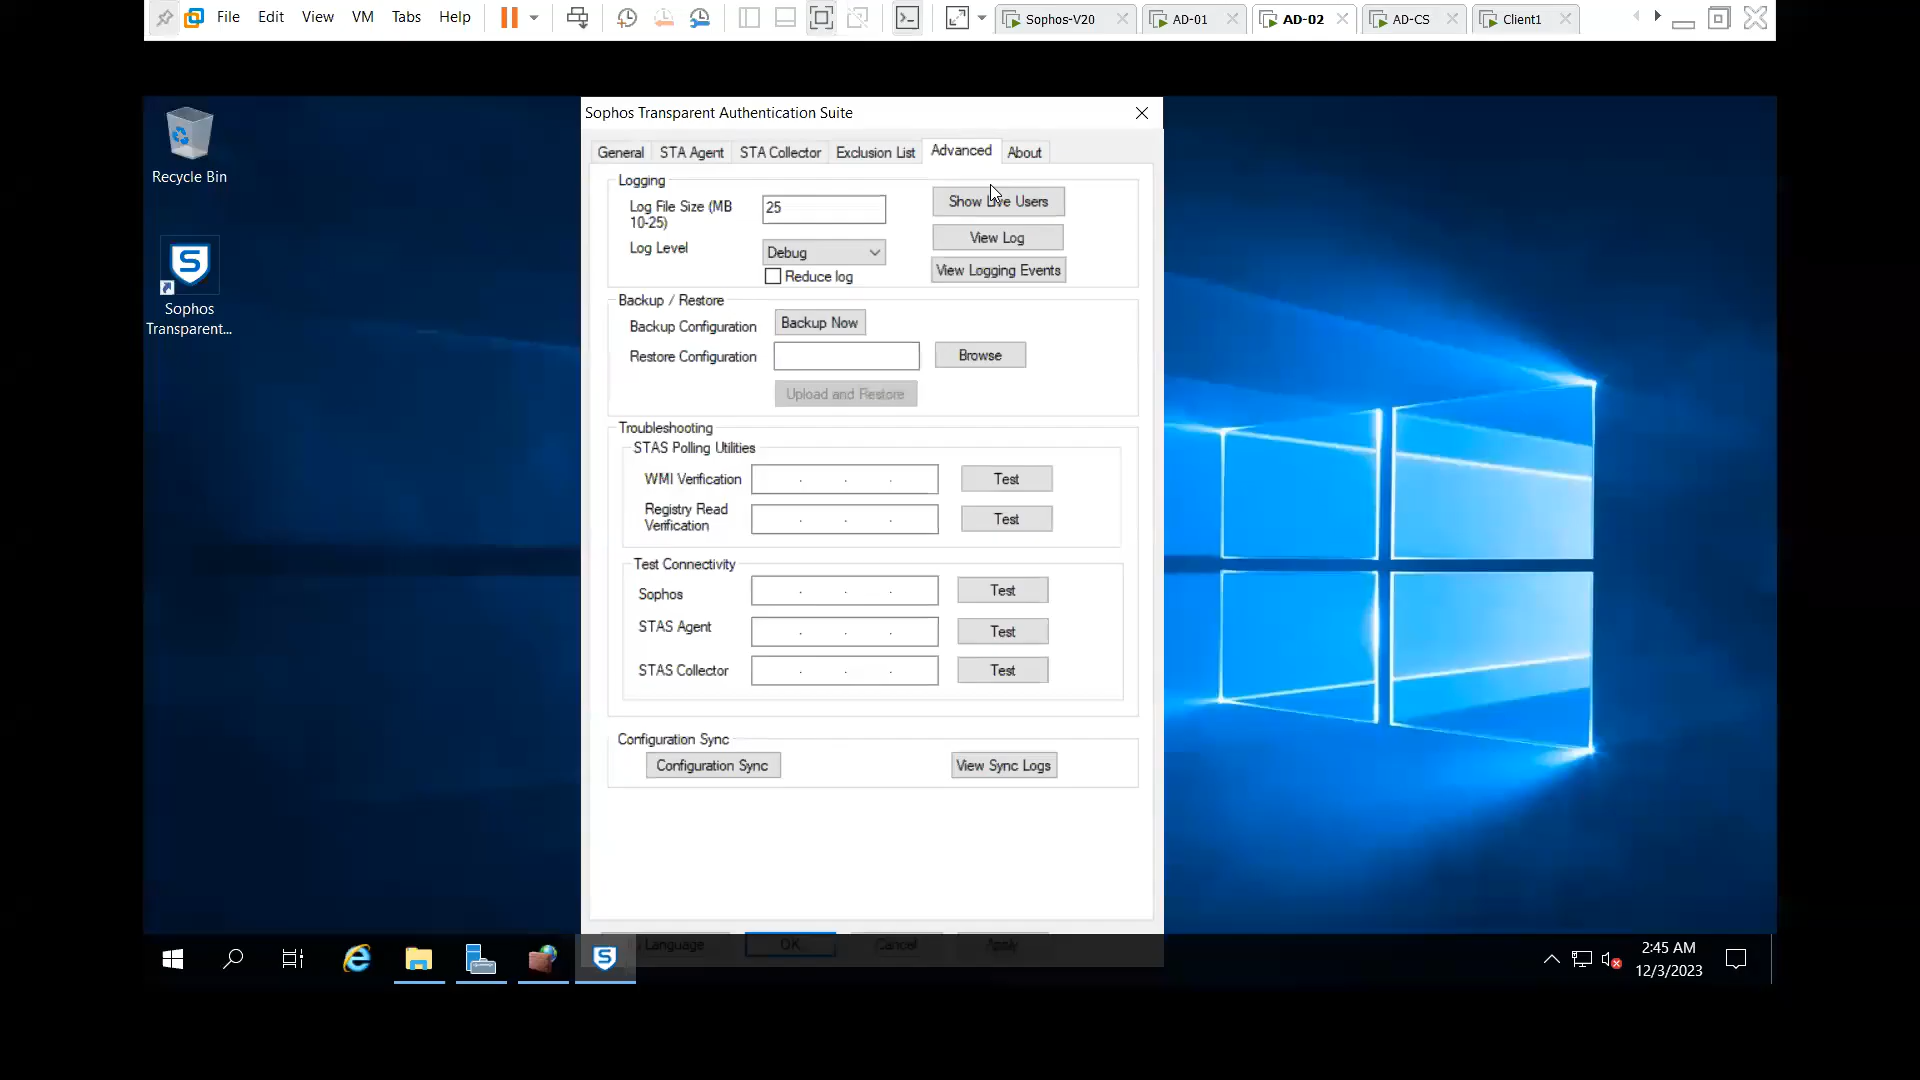 File Edit View VM Tabs Help
Sophos-V20
AD-01
AD-02
AD-CS
Client1
Recycle Bin
Sophos
Transparent...
Sophos Transparent Authentication Suite
General STA Agent STA Collector Exclusion List Advanced About
Logging
Log File Size (MB
10-25)
25
Show Live Users
View Log
Log Level
Debug
View Logging Events
Reduce log
Backup / Restore
Backup Configuration
Backup Now
Restore Configuration
Browse
Upload and Restore
Troubleshooting
STAS Polling Utilities
WMI Verification
Test
Registry Read
Verification
Test
Test Connectivity
Sophos
Test
STAS Agent
Test
STAS Collector
Test
Configuration Sync
Configuration Sync
View Sync Logs
Language
OK
Cancel
Apply
2:45 AM
12/3/2023